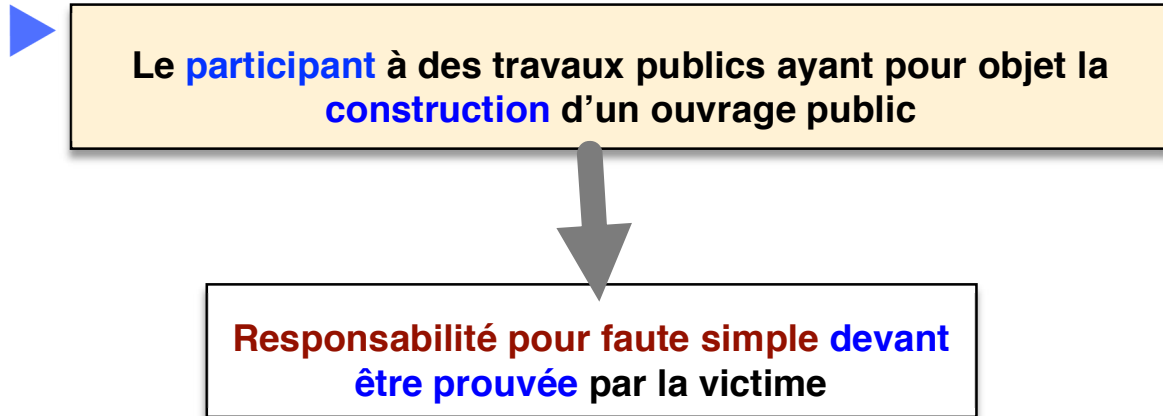 Le participant à des travaux publics ayant pour objet la
construction d’un ouvrage public
Responsabilité pour faute simple devant
être prouvée par la victime